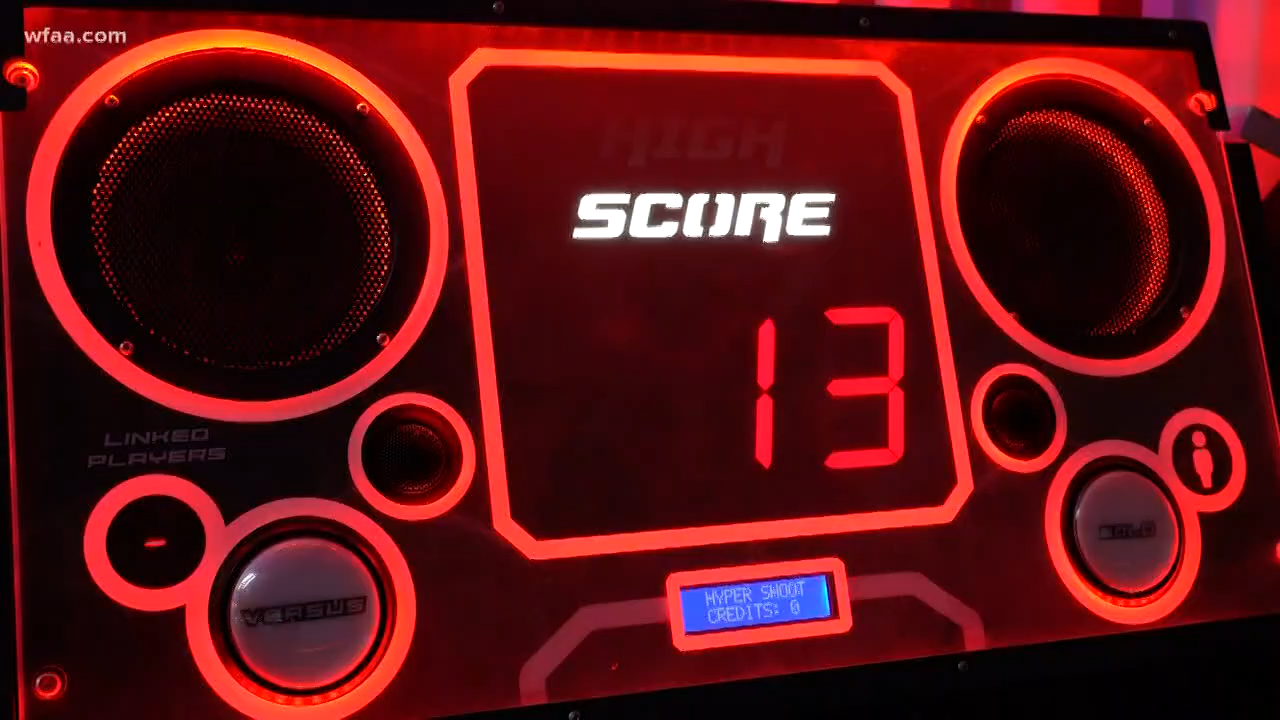 wfaa.com
HIGH
SCORE
13
LINKED
PLAYERS
-
VERSUS
SOLO
HYPER SHOOT
CREDITS: 0